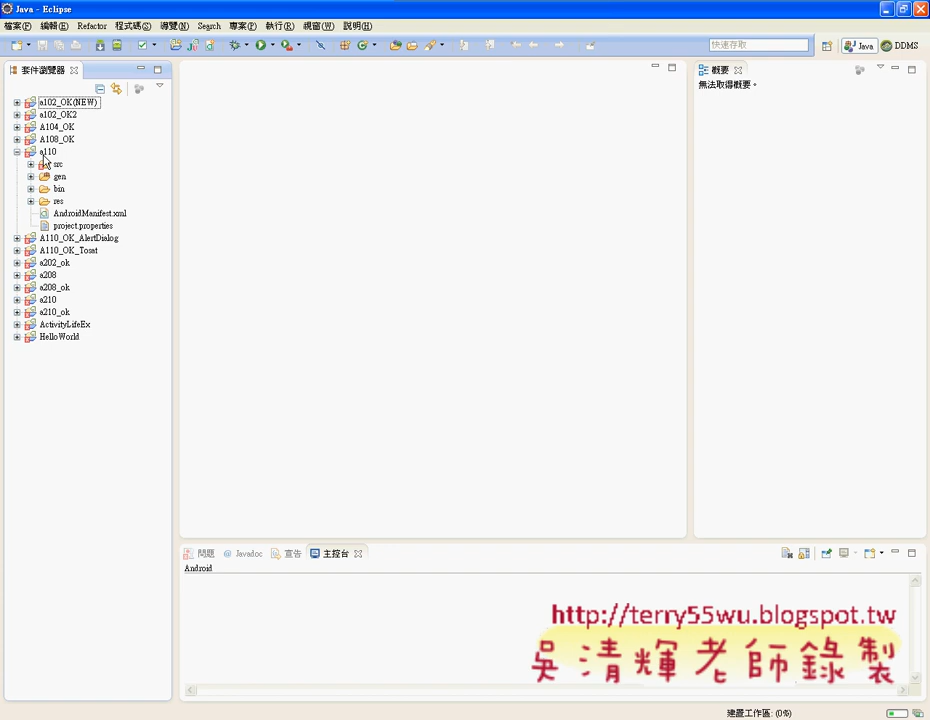 Java - Eclipse
檔案(F) 編輯(E) Refactor 程式碼(S) 導覽(N) Search 專案(P) 執行(R) 視窗(W) 說明(H)
快速存取
Java
DDMS
套件瀏覽器
a102_OK(NEW)
a102_OK2
A104_OK
A108_OK
a110
src
gen
bin
res
AndroidManifest.xml
project.properties
A110_OK_AlertDialog
A110_OK_Tosat
a202_ok
a208
a208_ok
a210
a210_ok
ActivityLifeEx
HelloWorld
概要
無法取得概要。
問題 @ Javadoc 宣告 主控台
Android
http://terry55wu.blogspot.tw
吳清輝老師錄製
建置工作區: (0%)